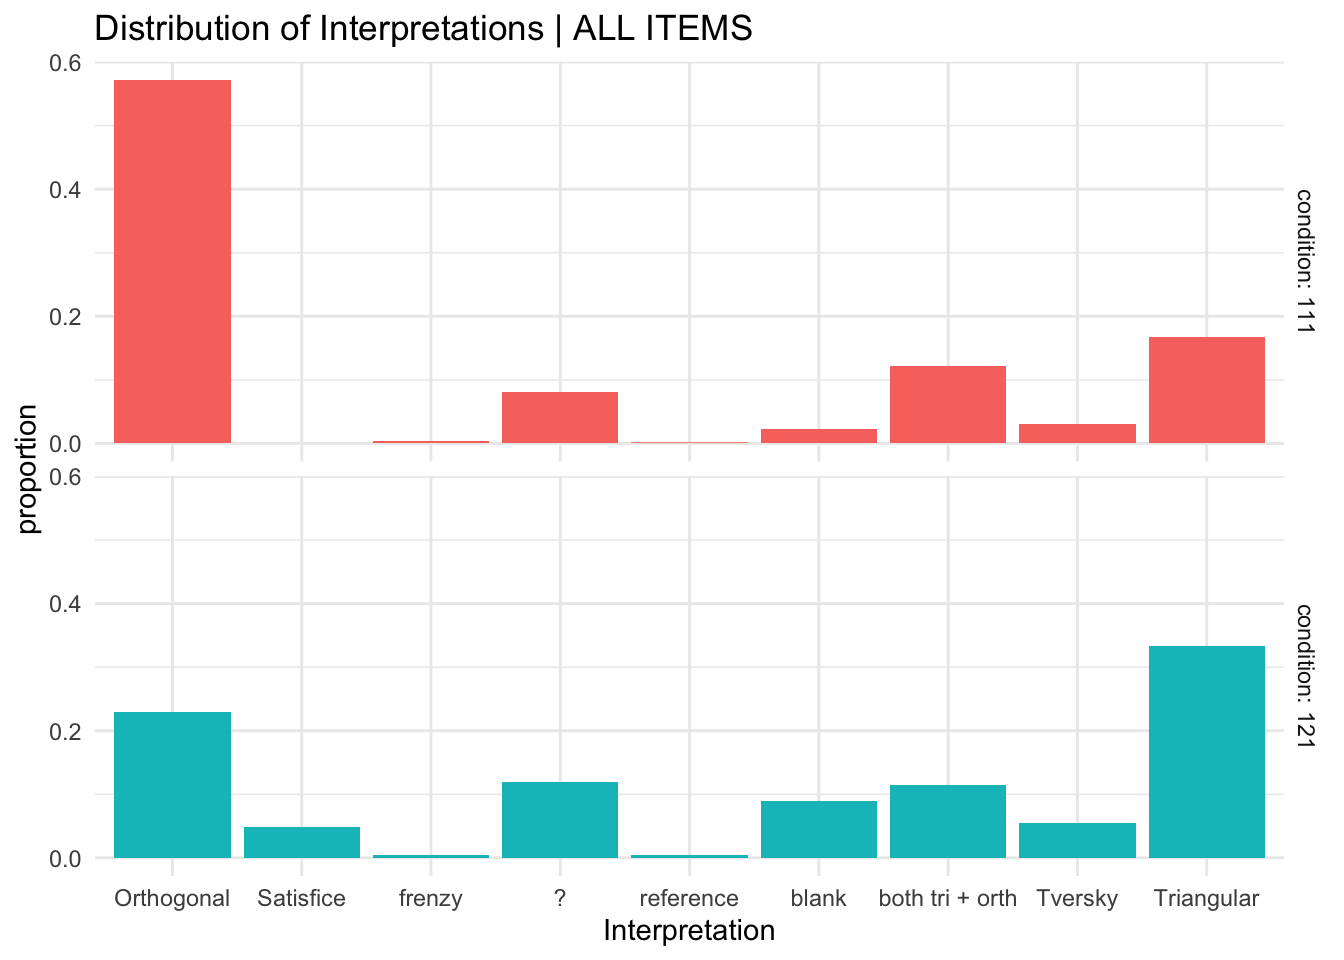 Distribution of Interpretations | ALL ITEMS
0.6
0.4
0.2
0.0
condition: 111
proportion
0.6
0.4
0.2
0.0
condition: 121
Orthogonal Satisfice frenzy ? reference blank both tri + orth Tversky Triangular
Interpretation